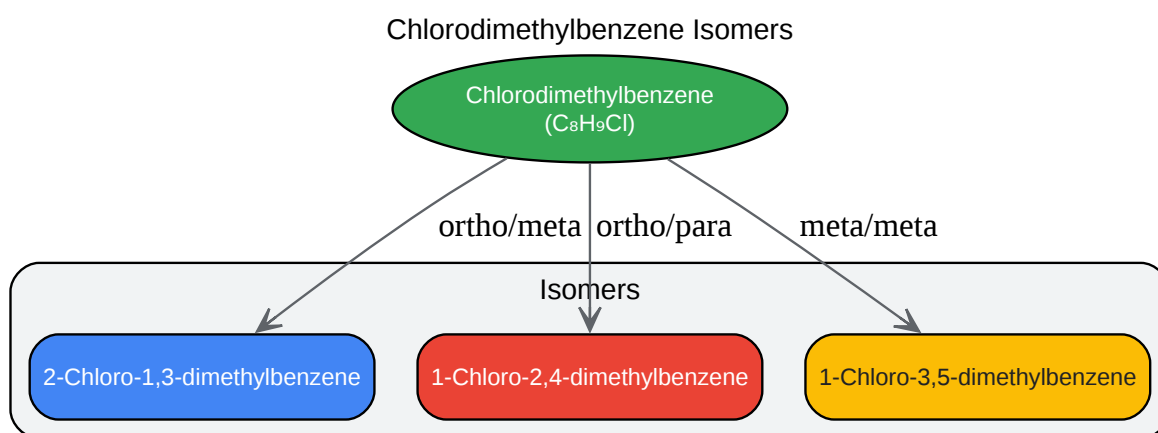 Chlorodimethylbenzene Isomers
Chlorodimethylbenzene
(C₈H₉Cl)
ortho/meta
ortho/para
meta/meta
Isomers
2-Chloro-1,3-dimethylbenzene
1-Chloro-2,4-dimethylbenzene
1-Chloro-3,5-dimethylbenzene